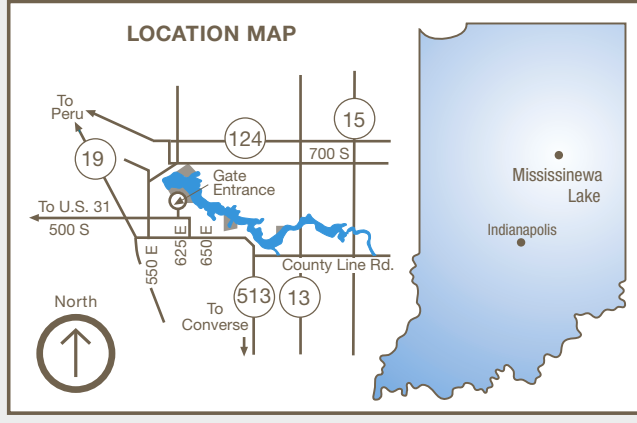 LOCATION MAP
To
Peru
15
124
700 S
19
Gate
Entrance
To U.S. 31
500 S
550 E
625 E
650 E
County Line Rd.
North
513
13
To
Converse
Mississinewa
Lake
Indianapolis